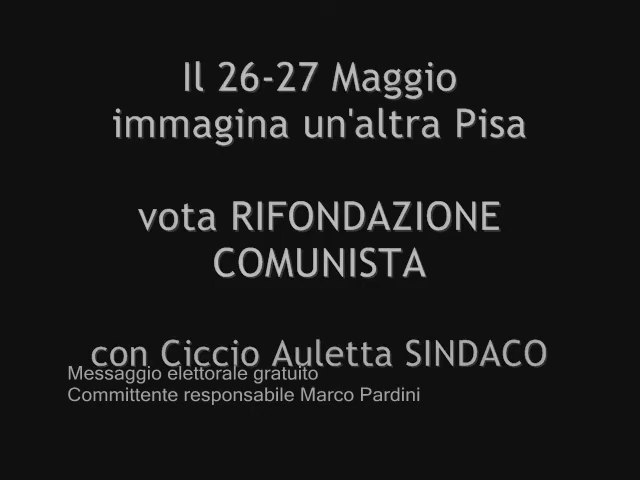 Il 26-27 Maggio
immagina un'altra Pisa
vota RIFONDAZIONE
COMUNISTA
con Ciccio Auletta SINDACO
Messaggio elettorale gratuito
Committente responsabile Marco Pardini